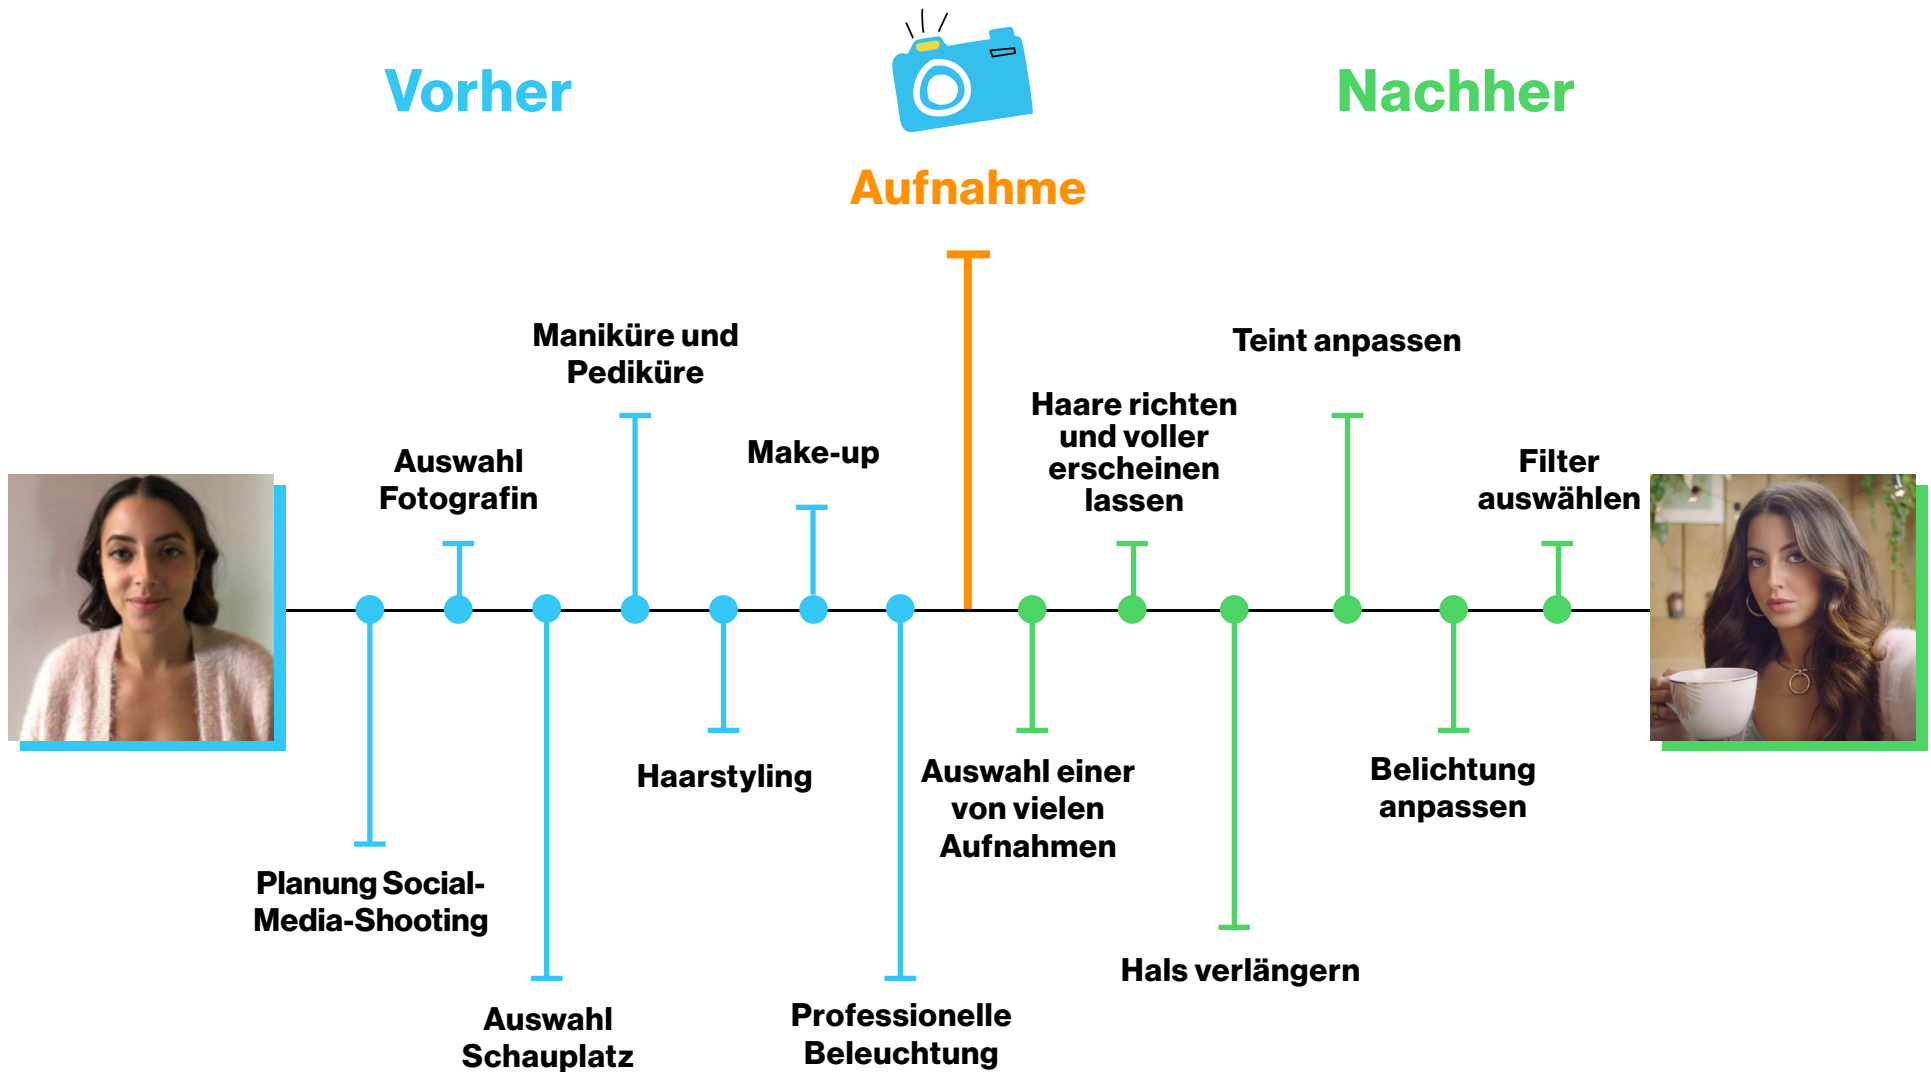 Vorher
Nachher
Aufnahme
Maniküre und
Pediküre
Teint anpassen
Auswahl
Fotografin
Make-up
Haare richten
und voller
erscheinen
lassen
Filter
auswählen
Planung Social-
Media-Shooting
Auswahl
Schauplatz
Haarstyling
Professionelle
Beleuchtung
Auswahl einer
von vielen
Aufnahmen
Hals verlängern
Belichtung
anpassen